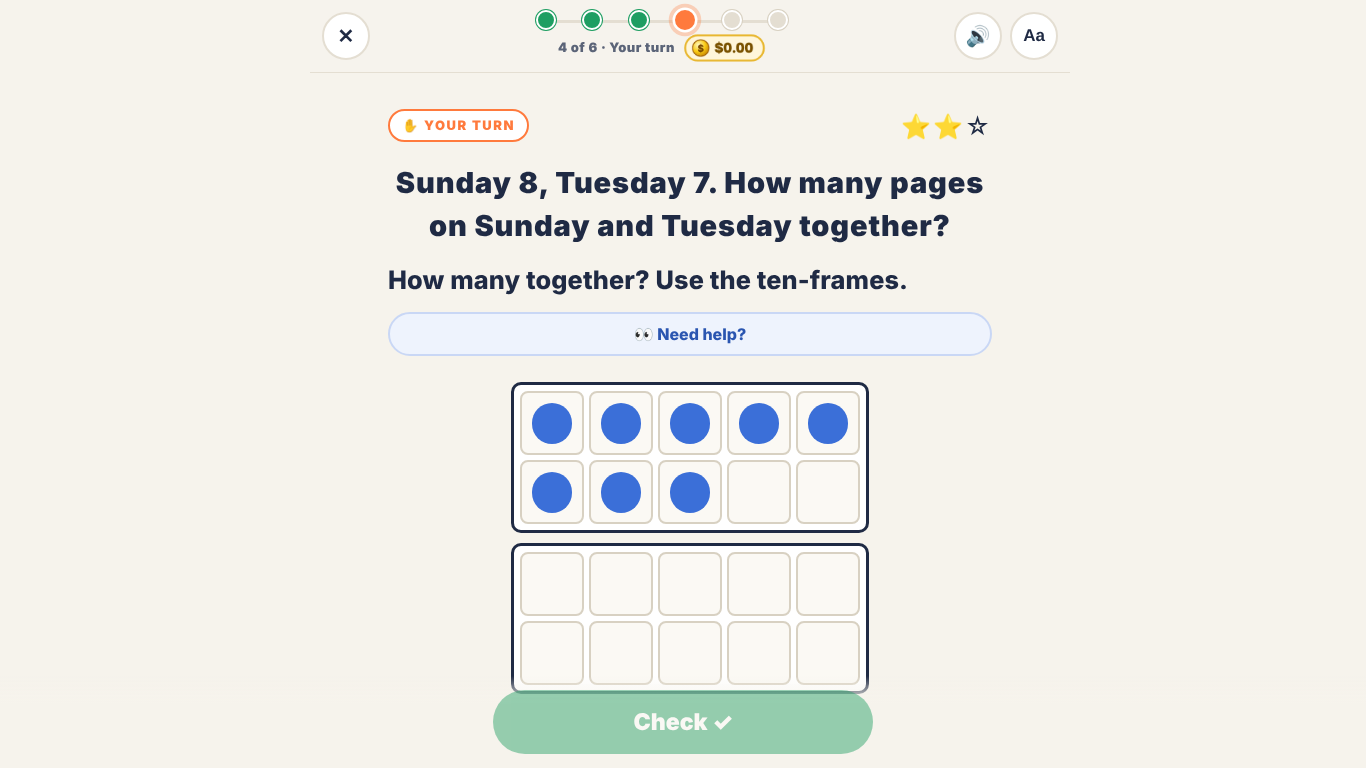 ✕
4 of 6 · Your turn
$ $0.00
Aa
YOUR TURN
Sunday 8, Tuesday 7. How many pages
on Sunday and Tuesday together?
How many together? Use the ten-frames.
Need help?
Check ✓